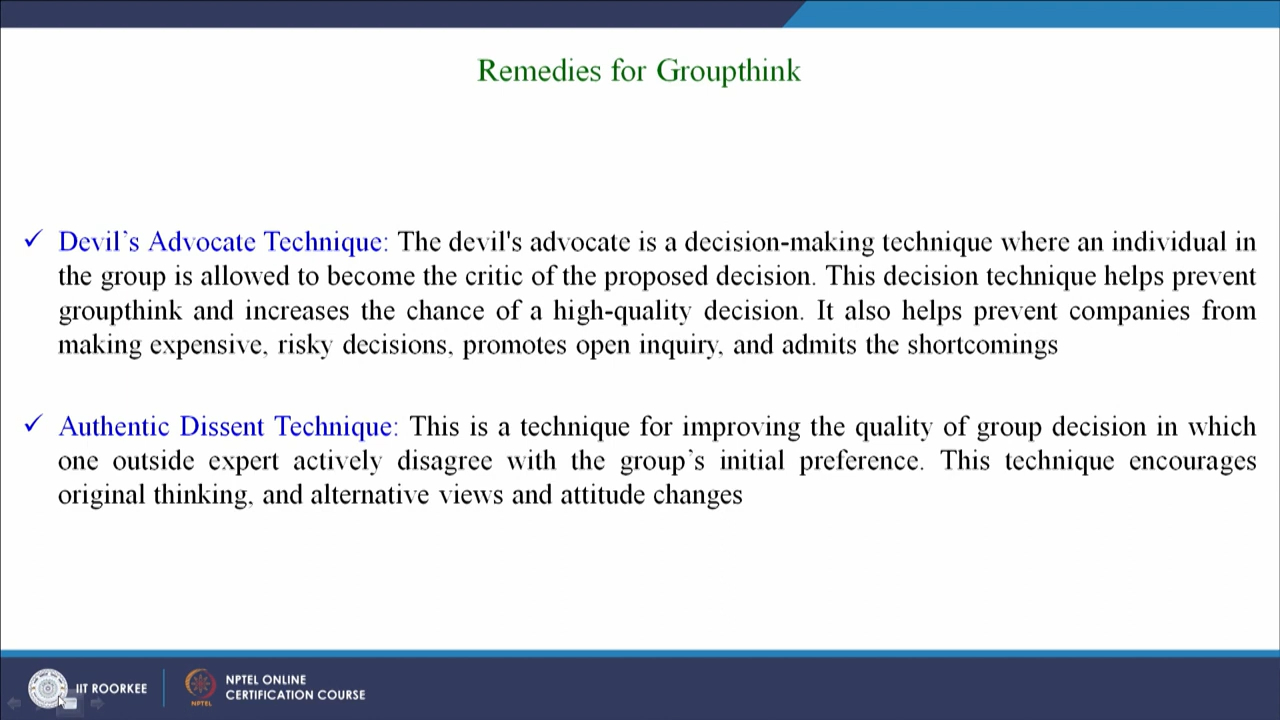 Remedies for Groupthink
✓ Devil's Advocate Technique: The devil's advocate is a decision-making technique where an individual in
the group is allowed to become the critic of the proposed decision. This decision technique helps prevent
groupthink and increases the chance of a high-quality decision. It also helps prevent companies from
making expensive, risky decisions, promotes open inquiry, and admits the shortcomings
✓ Authentic Dissent Technique: This is a technique for improving the quality of group decision in which
one outside expert actively disagree with the group's initial preference. This technique encourages
original thinking, and alternative views and attitude changes
IIT ROORKEE
NPTEL
NPTEL ONLINE
CERTIFICATION COURSE